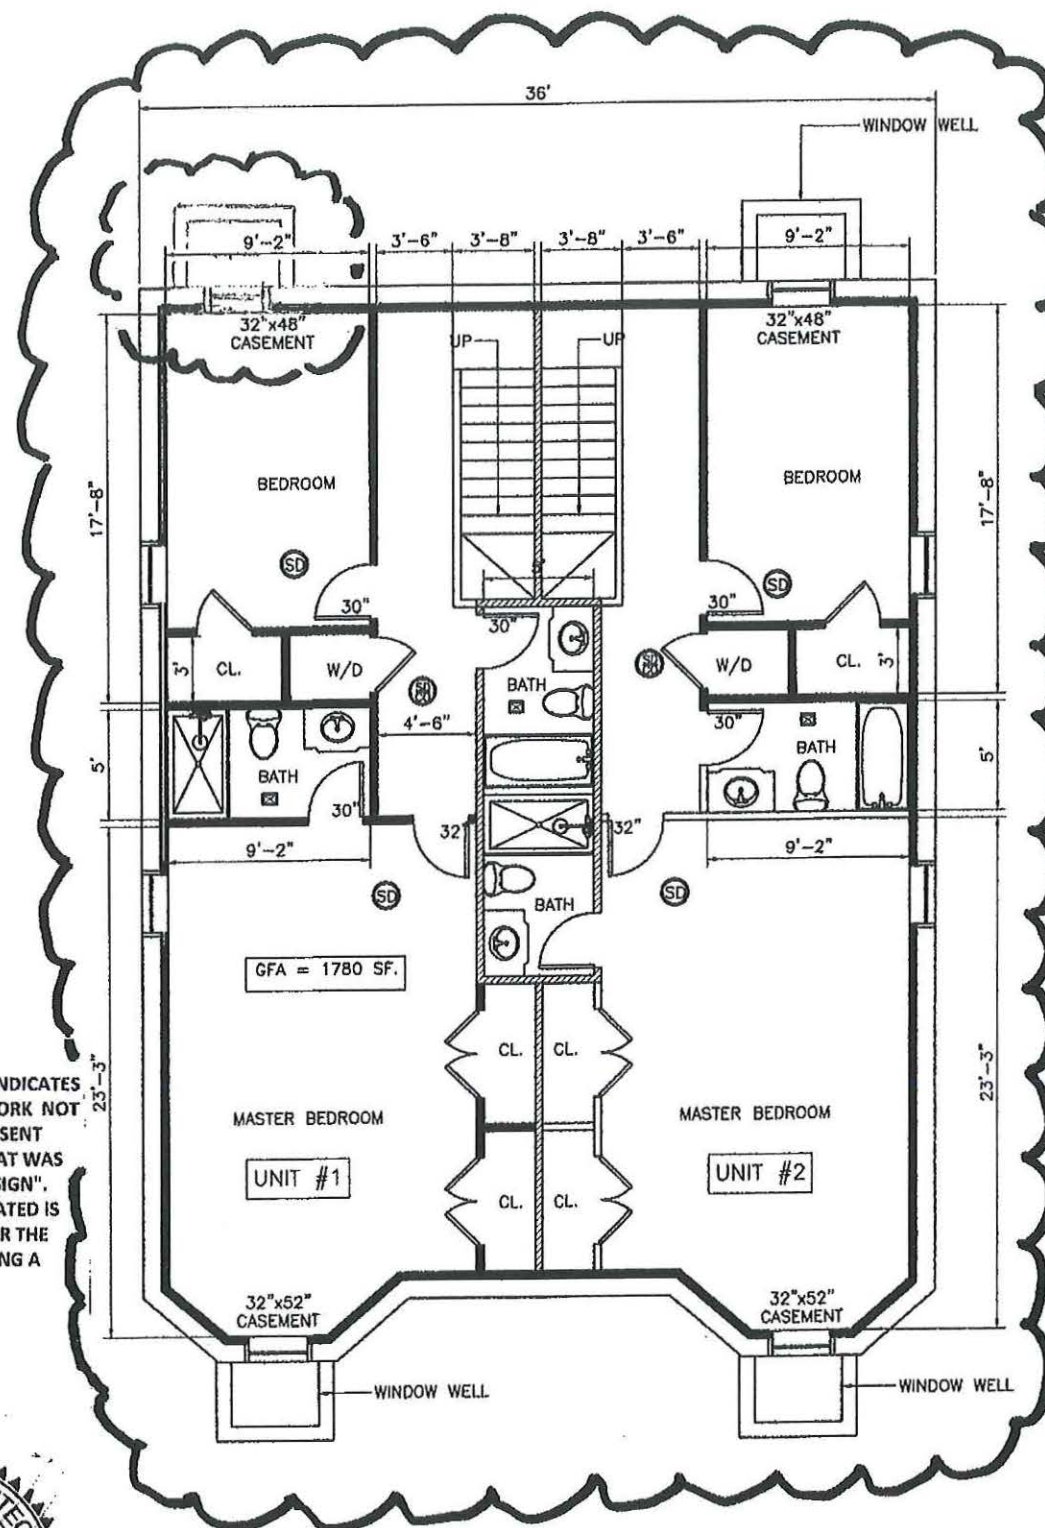 36'
WINDOW WELL
9'-2"
3'-6"
3'-8"
3'-8"
3'-6"
9'-2"
32"x48"
CASEMENT
32"x48"
CASEMENT
UP
UP
BEDROOM
BEDROOM
17'-8"
17'-8"
SD
SD
5'
30"
30"
30"
3'
CL.
W/D
BATH
W/D
CL.
3'
4'-6"
30"
5'
BATH
30"
BATH
5'
32"
32"
9'-2"
9'-2"
SD
SD
BATH
GFA = 1780 SF.
CL.
CL.
23'-3"
23'-3"
NDICATES
ORK NOT
SENT
AT WAS
SIGN".
ATED IS
R THE
NG A
MASTER BEDROOM
MASTER BEDROOM
UNIT #1
UNIT #2
CL.
CL.
32"x52"
CASEMENT
32"x52"
CASEMENT
WINDOW WELL
WINDOW WELL